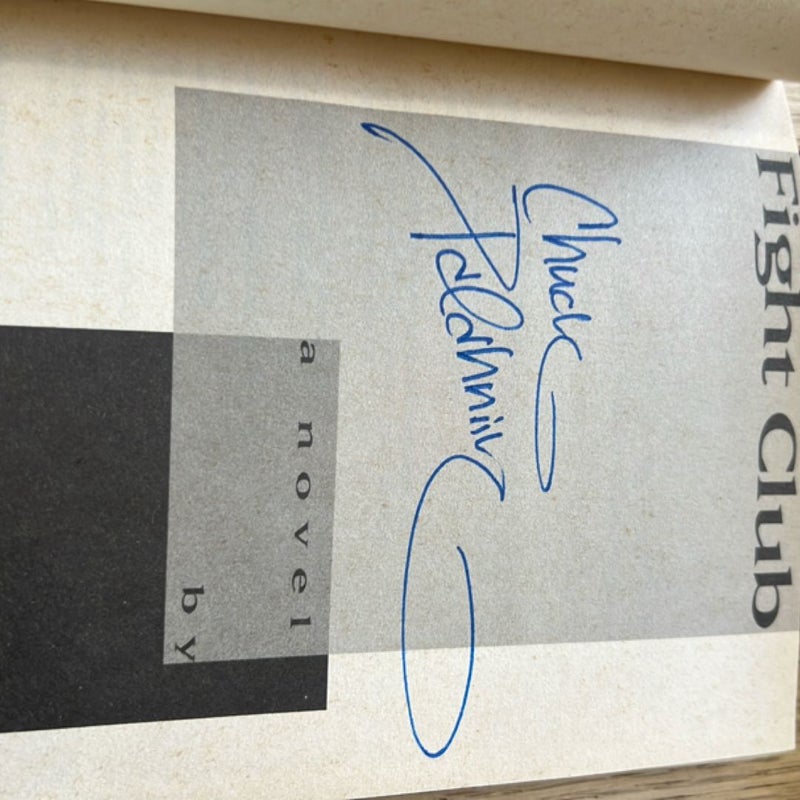 Fight Club
Chuck
Palahniuk
a novel
by